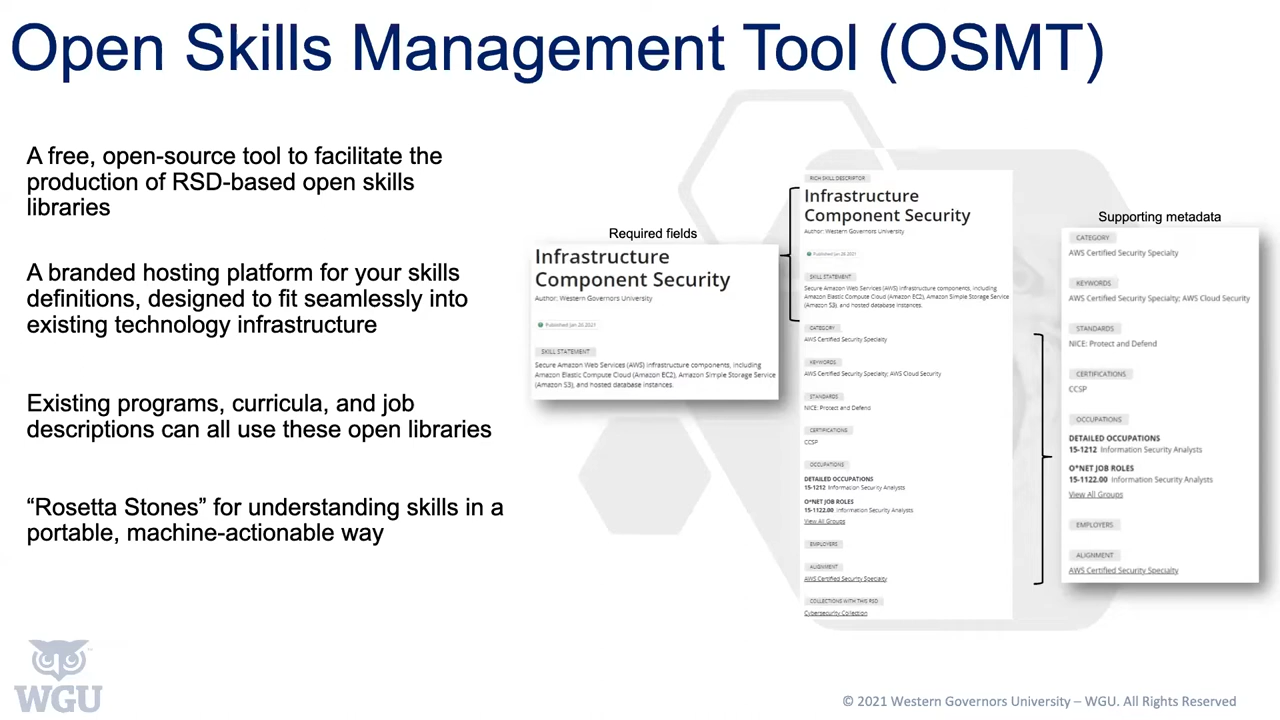 Open Skills Management Tool (OSMT)
A free, open-source tool to facilitate the
production of RSD-based open skills
libraries
A branded hosting platform for your skills
definitions, designed to fit seamlessly into
existing technology infrastructure
Existing programs, curricula, and job
descriptions can all use these open libraries
“Rosetta Stones” for understanding skills in a
portable, machine-actionable way
Required fields
Infrastructure
Component Security
Author: Western Governors University
Published Jan 20 2021
SKILL STATEMENT
Secure Amazon Web Services (AWS) infrastructure components, including
Amazon Elastic Compute Cloud (Amazon EC2), Amazon Simple Storage Service
(Amazon S3), and hosted database instances.
RICH SKILL DESCRIPTOR
Infrastructure
Component Security
Author: Western Governors University
Published Jan 20 2021
SKILL STATEMENT
Secure Amazon Web Services (AWS) infrastructure components, including
Amazon Elastic Compute Cloud (Amazon EC2), Amazon Simple Storage Service
(Amazon S3), and hosted database instances.
CATEGORY
AWS Certified Security Specialty
KEYWORDS
AWS Certified Security Specialty; AWS Cloud Security
STANDARDS
NICE: Protect and Defend
CERTIFICATIONS
CCSP
OCCUPATIONS
DETAILED OCCUPATIONS
15-1212 Information Security Analysts
O*NET JOB ROLES
15-1122.00 Information Security Analysts
View All Groups
EMPLOYERS
ALIGNMENT
AWS Certified Security Specialty
COLLECTIONS WITH THIS RSD
Cybersecurity Collection
Supporting metadata
CATEGORY
AWS Certified Security Specialty
KEYWORDS
AWS Certified Security Specialty; AWS Cloud Security
STANDARDS
NICE: Protect and Defend
CERTIFICATIONS
CCSP
OCCUPATIONS
DETAILED OCCUPATIONS
15-1212 Information Security Analysts
O*NET JOB ROLES
15-1122.00 Information Security Analysts
View All Groups
EMPLOYERS
ALIGNMENT
AWS Certified Security Specialty
WGU
© 2021 Western Governors University – WGU. All Rights Reserved